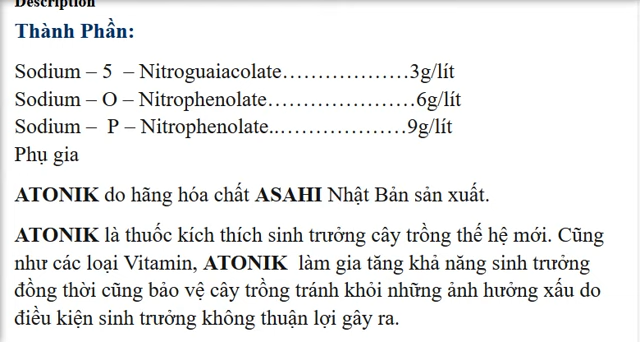 Description
Thành Phần:
Sodium – 5 – Nitroguaiacolate………………3g/lít
Sodium – O – Nitrophenolate…………………6g/lít
Sodium – P – Nitrophenolate..………………9g/lít
Phụ gia
ATONIK do hãng hóa chất ASAHI Nhật Bản sản xuất.
ATONIK là thuốc kích thích sinh trưởng cây trồng thế hệ mới. Cũng
như các loại Vitamin, ATONIK làm gia tăng khả năng sinh trưởng
đồng thời cũng bảo vệ cây trồng tránh khỏi những ảnh hưởng xấu do
điều kiện sinh trưởng không thuận lợi gây ra.